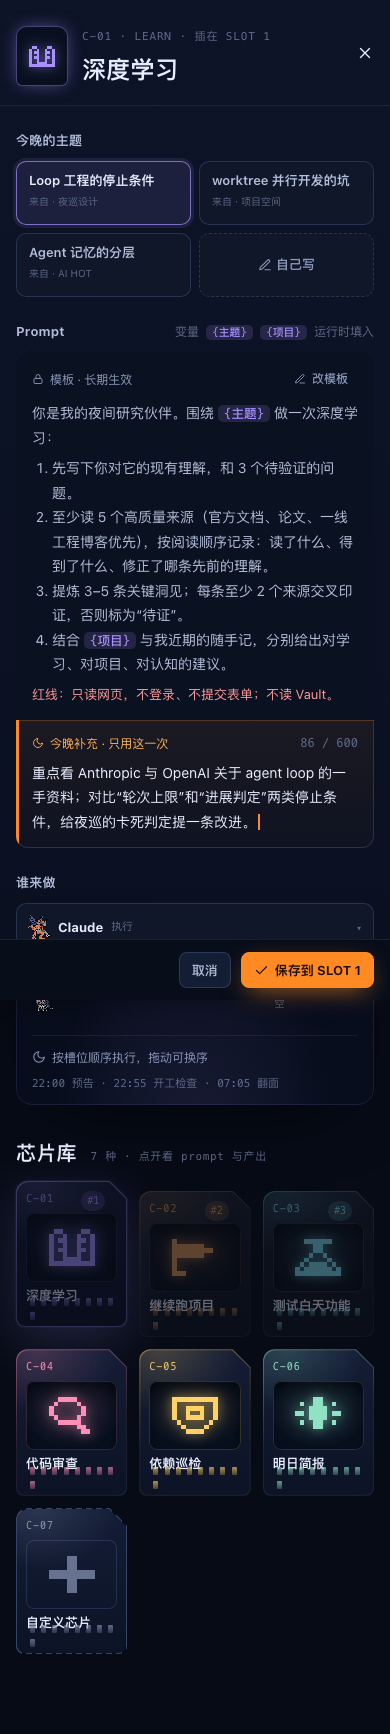 C-01 · LEARN · 插在 SLOT 1
深度学习
今晚的主题
Loop 工程的停止条件
来自 · 夜巡设计
worktree 并行开发的坑
来自 · 项目空间
Agent 记忆的分层
来自 · AI HOT
自己写
Prompt
变量 {主题} {项目} 运行时填入
模板 · 长期生效
改模板
你是我的夜间研究伙伴。围绕 {主题} 做一次深度学
习：
1. 先写下你对它的现有理解，和 3 个待验证的问
题。
2. 至少读 5 个高质量来源（官方文档、论文、一线
工程博客优先），按阅读顺序记录：读了什么、得
到了什么、修正了哪条先前的理解。
3. 提炼 3–5 条关键洞见；每条至少 2 个来源交叉印
证，否则标为“待证”。
4. 结合 {项目} 与我近期的随手记，分别给出对学
习、对项目、对认知的建议。
红线：只读网页，不登录、不提交表单；不读 Vault。
今晚补充 · 只用这一次
86 / 600
重点看 Anthropic 与 OpenAI 关于 agent loop 的一
手资料；对比“轮次上限”和“进展判定”两类停止条
件，给夜巡的卡死判定提一条改进。
谁来做
Claude 执行
取消
保存到 SLOT 1
空
按槽位顺序执行，拖动可换序
22:00 预告 · 22:55 开工检查 · 07:05 翻面
芯片库 7 种 · 点开看 prompt 与产出
C-01 #1
深度学习
C-02 #2
继续跑项目
C-03 #3
测试白天功能
C-04
代码审查
C-05
依赖巡检
C-06
明日简报
C-07
自定义芯片